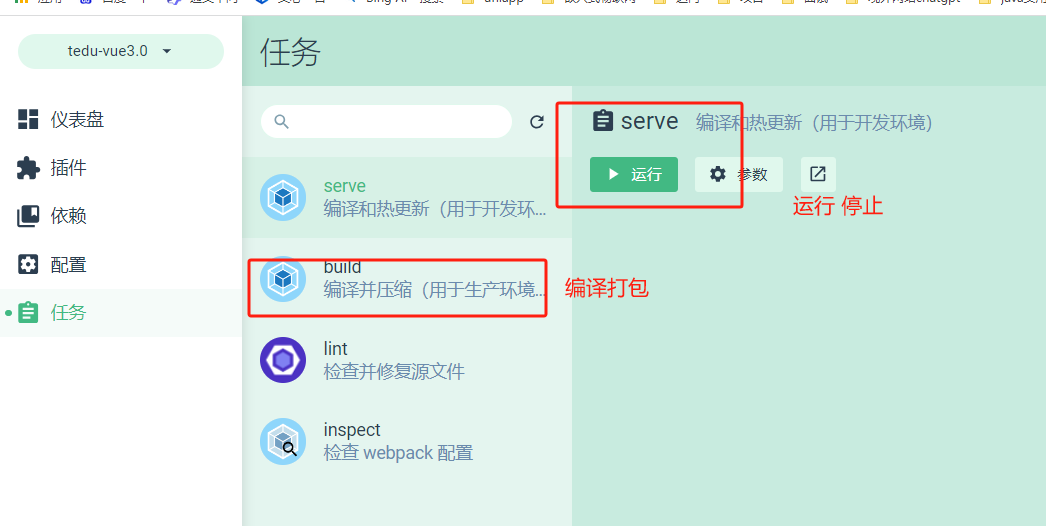 tedu-vue3.0
任务
仪表盘
插件
依赖
配置
任务
serve
编译和热更新（用于开发环...
build
编译并压缩（用于生产环境...
lint
检查并修复源文件
inspect
检查 webpack 配置
serve 编译和热更新（用于开发环境）
运行 参数
运行 停止
编译打包